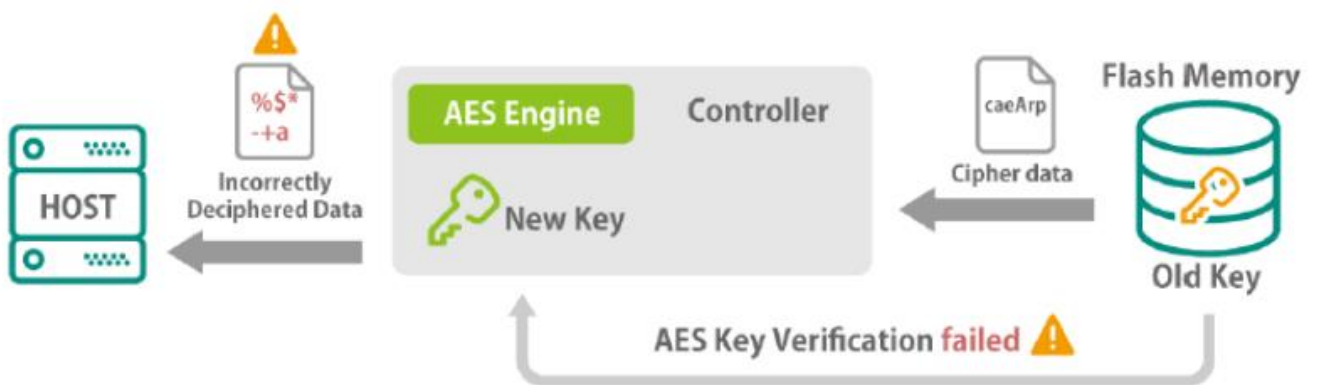 %$*
-+a
HOST
Incorrectly
Deciphered Data
AES Engine
Controller
New Key
caeArp
Cipher data
Flash Memory
Old Key
AES Key Verification failed